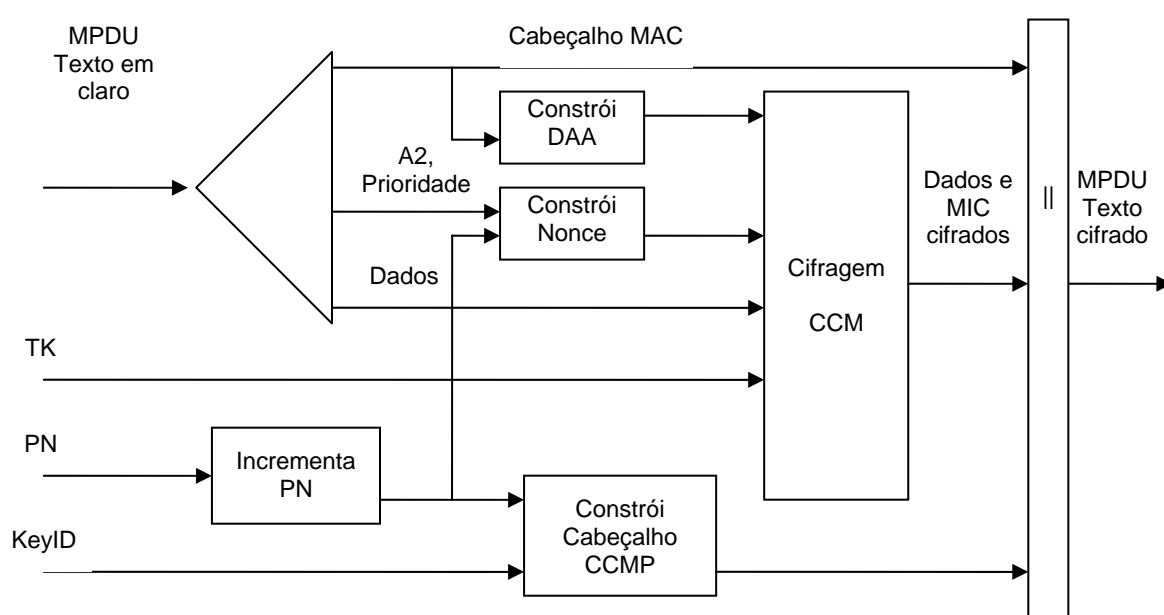 MPDU
Texto em
claro
Cabeçalho MAC
Constrói
DAA
A2,
Prioridade
Constrói
Nonce
Dados
Cifragem
CCM
Dados e
MIC
cifrados
||
MPDU
Texto
cifrado
TK
PN
Incrementa
PN
KeyID
Constrói
Cabeçalho
CCMP